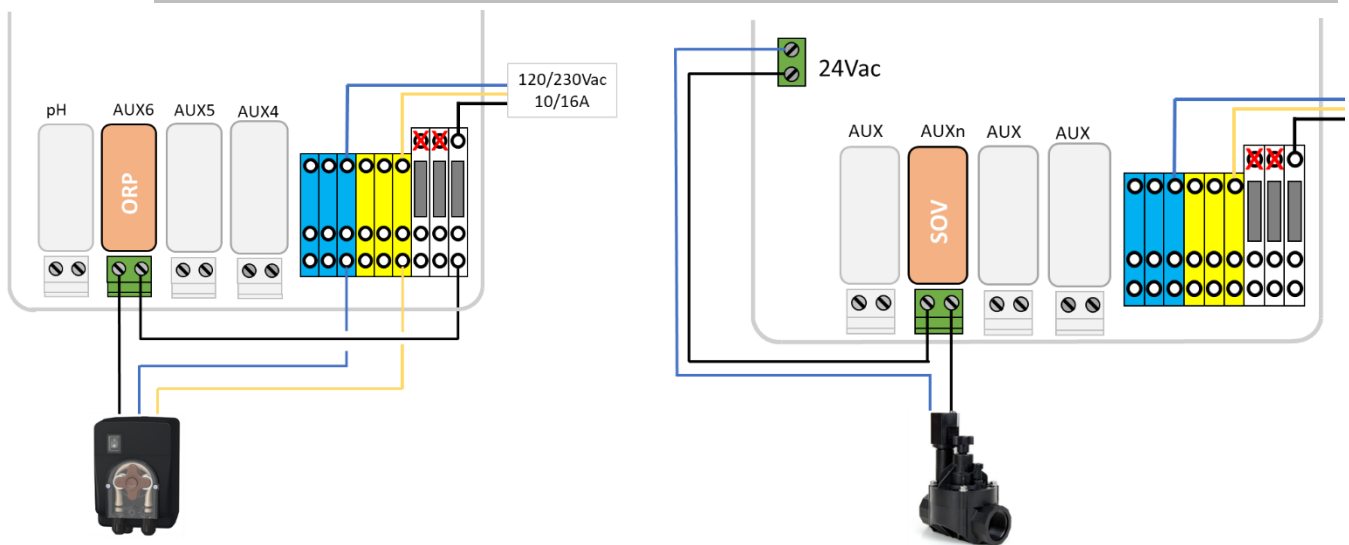 120/230Vac
10/16A
pH AUX6 AUX5 AUX4
ORP
24Vac
AUX AUXn AUX AUX
SOV